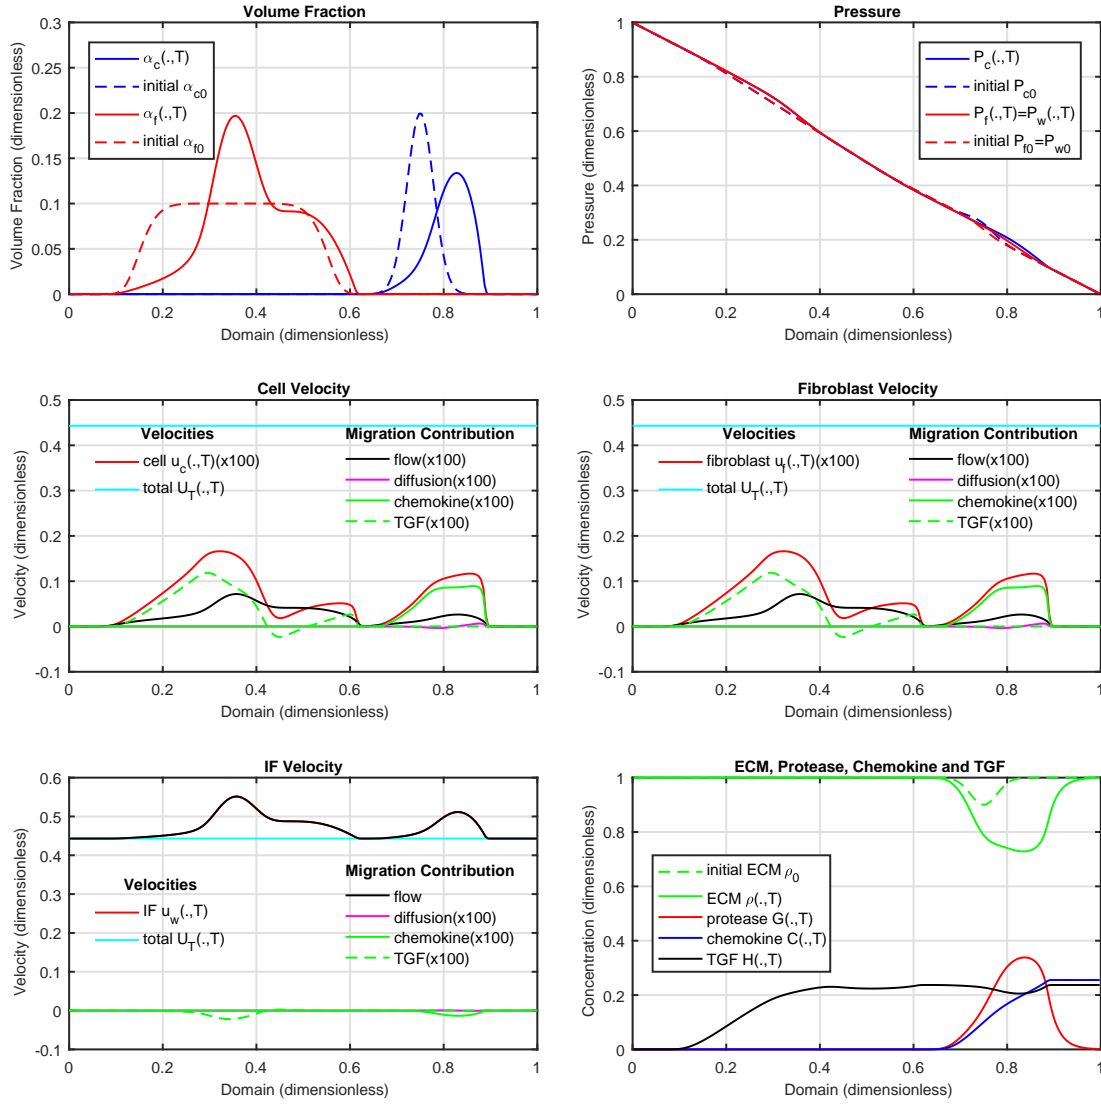 Volume Fraction
Volume Fraction (dimensionless)
0.3
0.25
0.2
0.15
0.1
0.05
0
α_c(.,T)
initial α_c0
α_f(.,T)
initial α_f0
0 0.2 0.4 0.6 0.8 1
Domain (dimensionless)
Pressure
Pressure (dimensionless)
1
0.8
0.6
0.4
0.2
0
P_c(.,T)
initial P_c0
P_f(.,T)=P_w(.,T)
initial P_f0=P_w0
0 0.2 0.4 0.6 0.8 1
Domain (dimensionless)
Cell Velocity
Velocity (dimensionless)
0.5
0.4
0.3
0.2
0.1
0
-0.1
Velocities
cell u_c(.,T)(x100)
total U_T(.,T)
Migration Contribution
flow(x100)
diffusion(x100)
chemokine(x100)
TGF(x100)
0 0.2 0.4 0.6 0.8 1
Domain (dimensionless)
Fibroblast Velocity
Velocity (dimensionless)
0.5
0.4
0.3
0.2
0.1
0
-0.1
Velocities
fibroblast u_f(.,T)(x100)
total U_T(.,T)
Migration Contribution
flow(x100)
diffusion(x100)
chemokine(x100)
TGF(x100)
0 0.2 0.4 0.6 0.8 1
Domain (dimensionless)
IF Velocity
Velocity (dimensionless)
0.6
0.5
0.4
0.3
0.2
0.1
0
-0.1
Velocities
IF u_w(.,T)
total U_T(.,T)
Migration Contribution
flow
diffusion(x100)
chemokine(x100)
TGF(x100)
0 0.2 0.4 0.6 0.8 1
Domain (dimensionless)
ECM, Protease, Chemokine and TGF
Concentration (dimensionless)
1
0.8
0.6
0.4
0.2
0
initial ECM ρ_0
ECM ρ(.,T)
protease G(.,T)
chemokine C(.,T)
TGF H(.,T)
0 0.2 0.4 0.6 0.8 1
Domain (dimensionless)